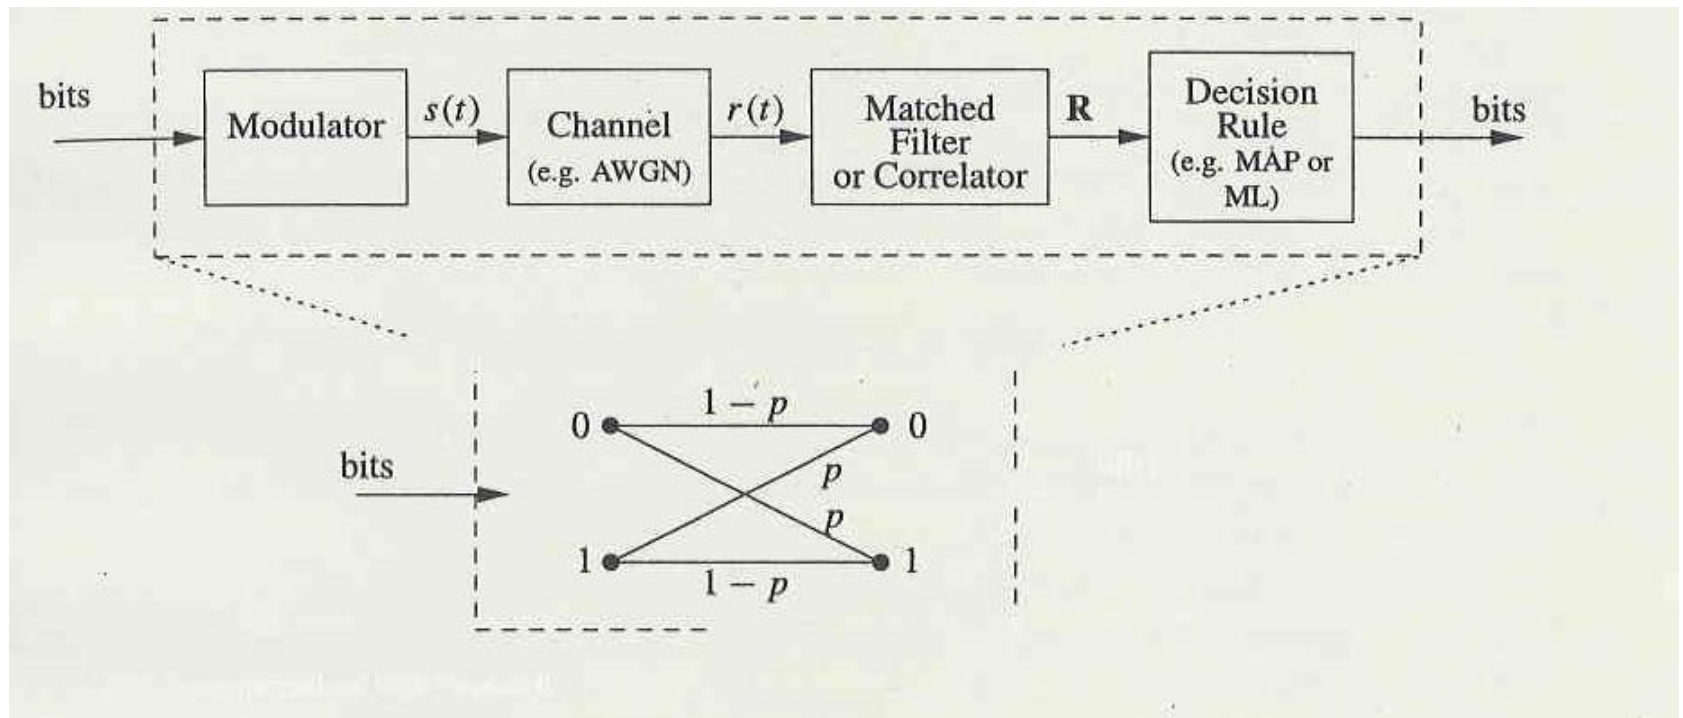 bits
Modulator
s(t)
Channel
(e.g. AWGN)
r(t)
Matched
Filter
or Correlator
R
Decision
Rule
(e.g. MAP or
ML)
bits
bits
0
1 − p
0
p
p
1
1 − p
1